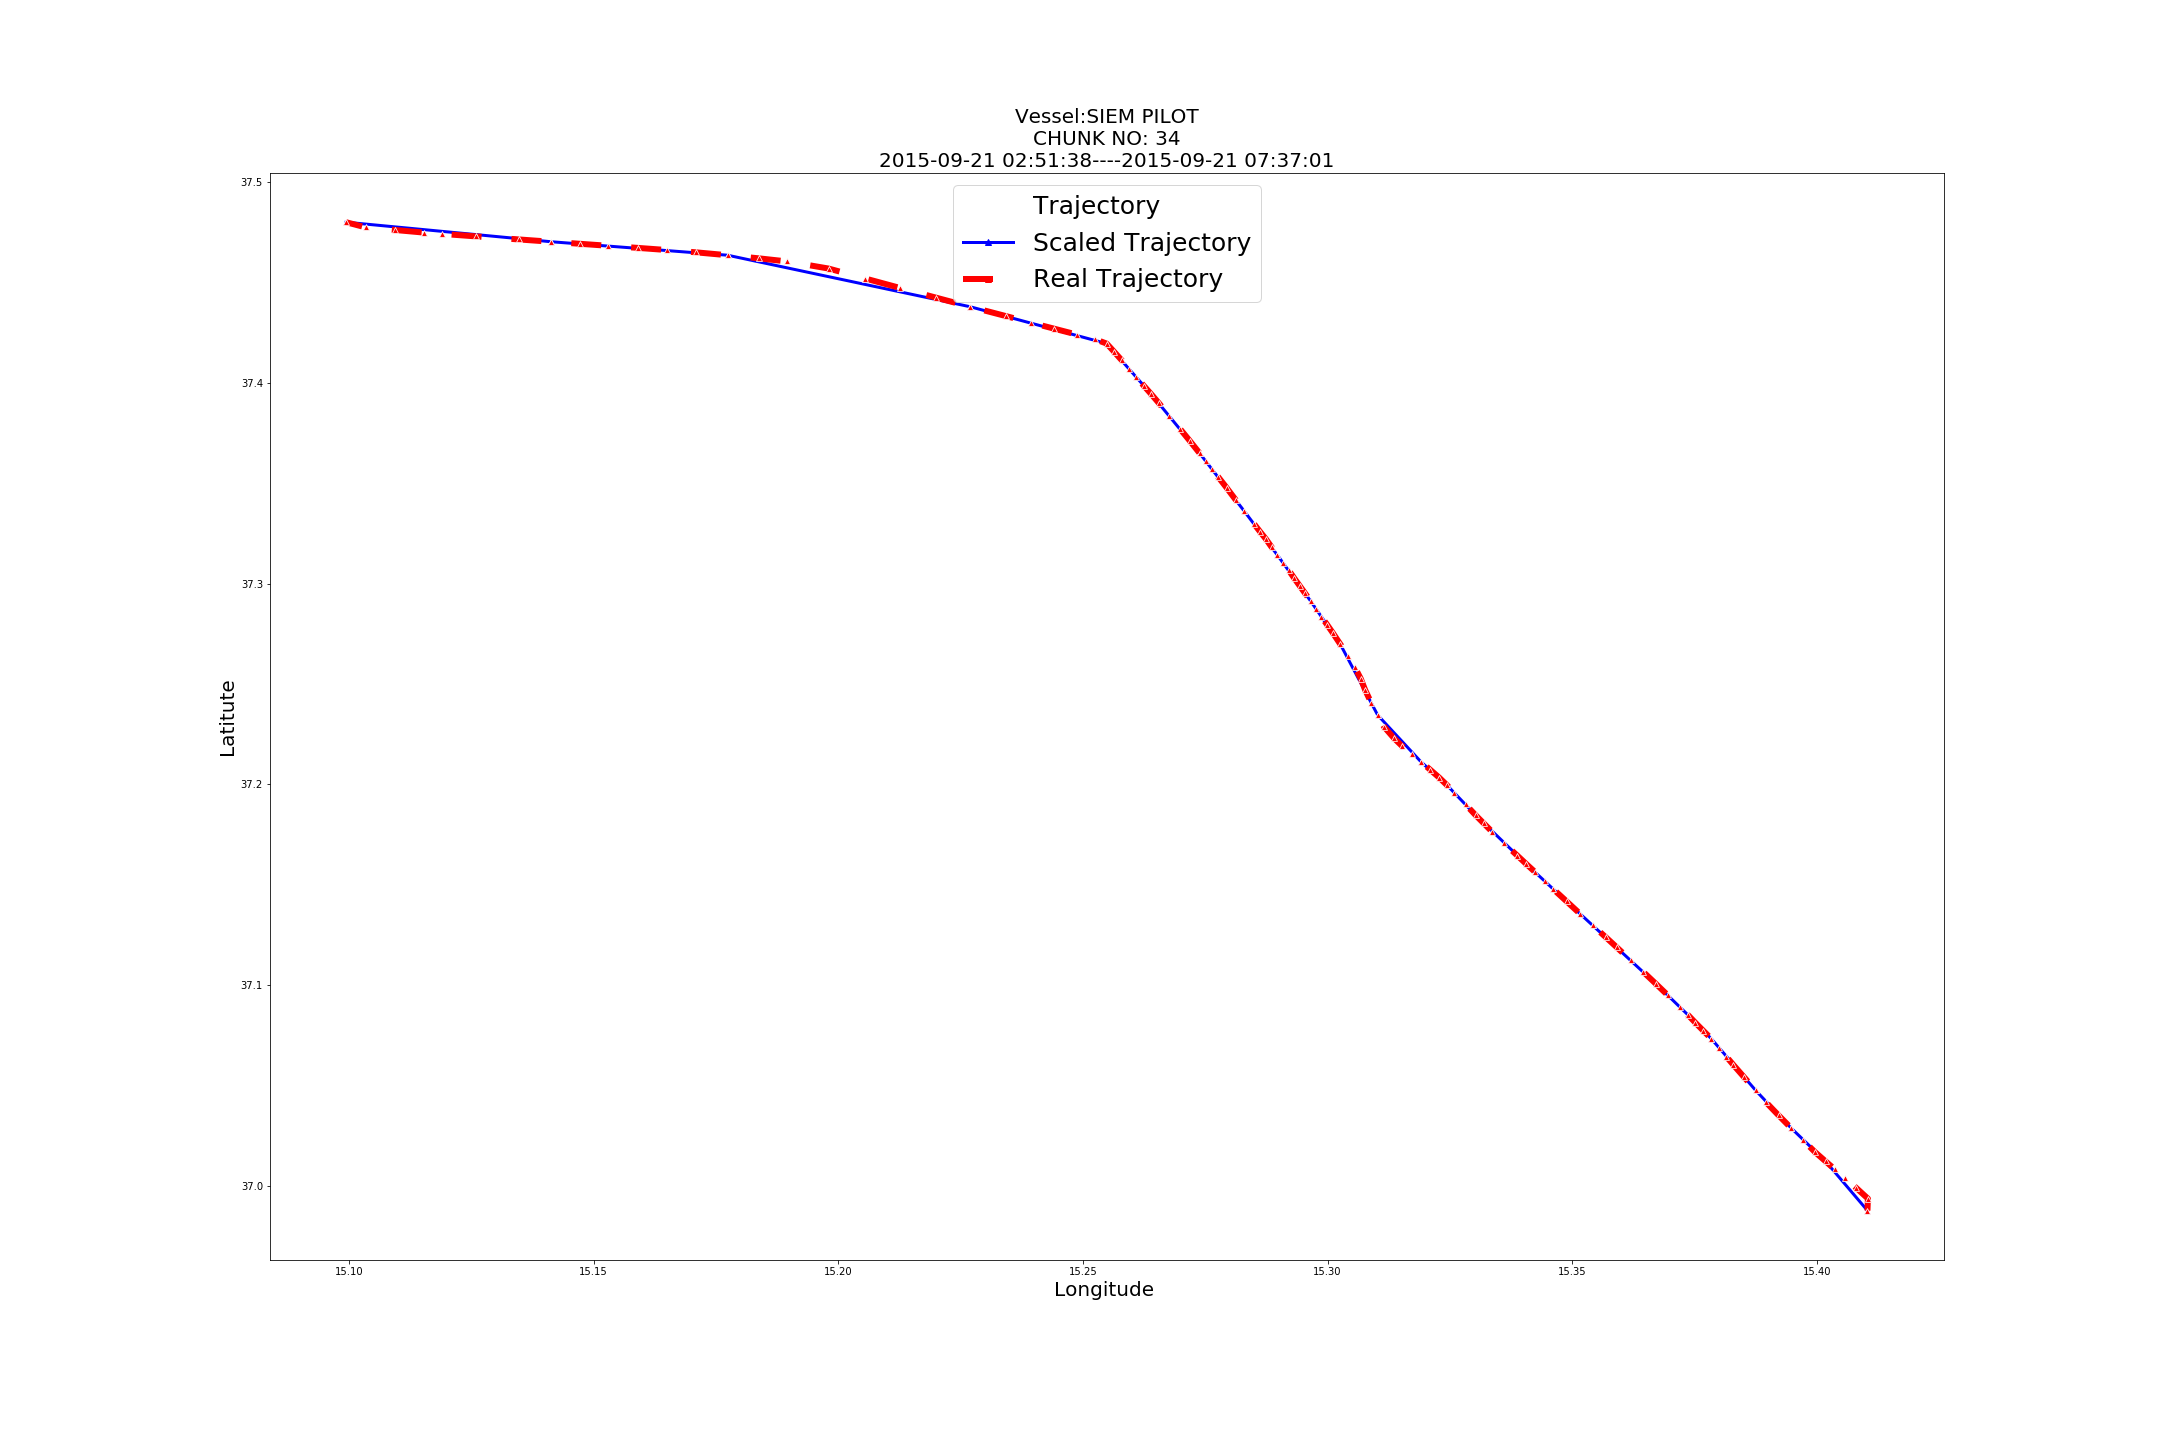 Vessel:SIEM PILOT
CHUNK NO: 34
2015-09-21 02:51:38----2015-09-21 07:37:01
Trajectory
Scaled Trajectory
Real Trajectory
37.5
37.4
37.3
37.2
37.1
37.0
Latitude
15.10 15.15 15.20 15.25 15.30 15.35 15.40
Longitude